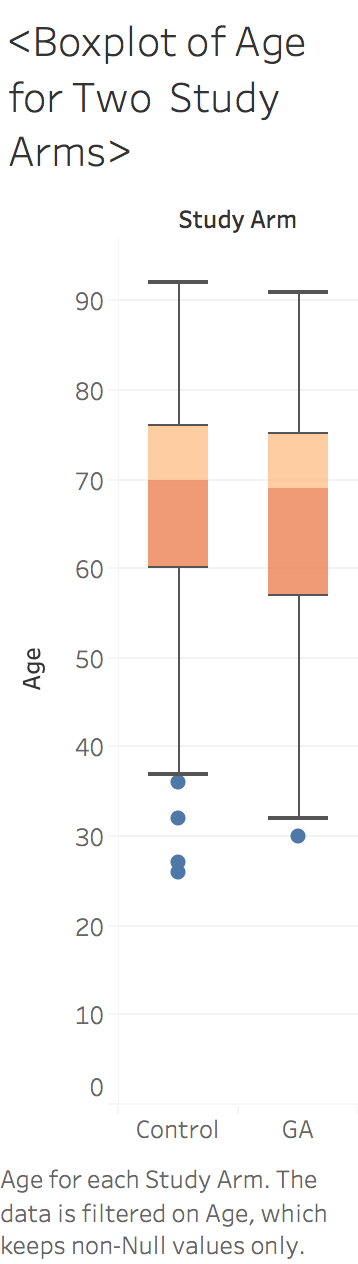 <Boxplot of Age
for Two  Study
Arms>
Study Arm
90
80
70
60
50
40
30
20
10
0
Age
Control
GA
Age for each Study Arm. The
data is filtered on Age, which
keeps non-Null values only.